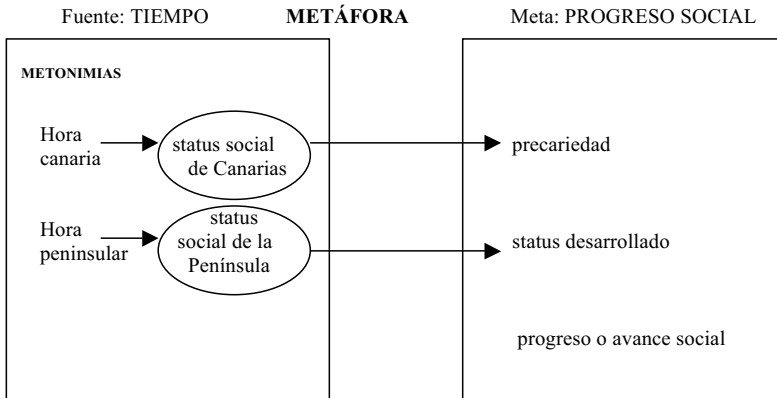 Fuente: TIEMPO METÁFORA Meta: PROGRESO SOCIAL
METONIMIAS
Hora
canaria
status social
de Canarias
precariedad
Hora
peninsular
status
social de la
Península
status desarrollado
progreso o avance social